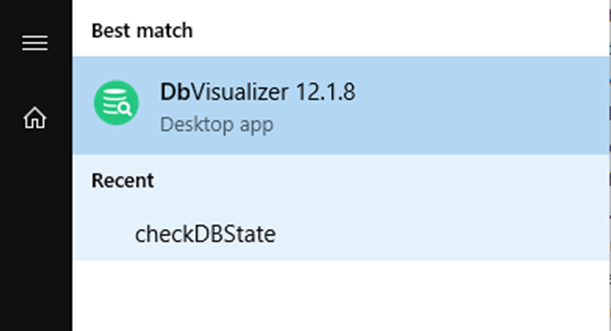 Best match
DbVisualizer 12.1.8
Desktop app
Recent
checkDBState